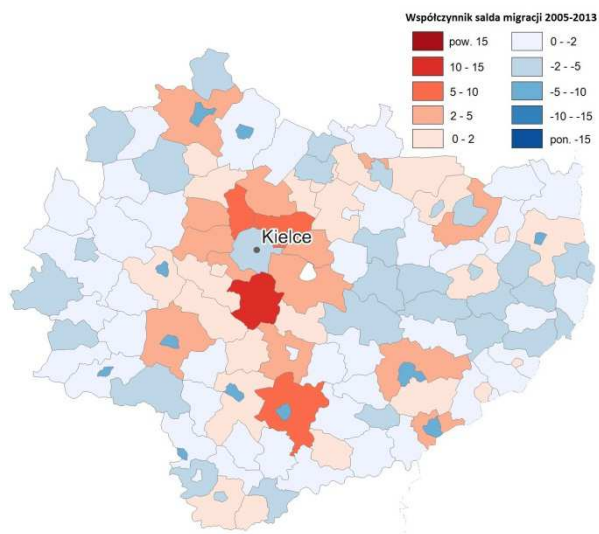 Współczynnik salda migracji 2005-2013
pow. 15
10 - 15
5 - 10
2 - 5
0 - 2
0 - -2
-2 - -5
-5 - -10
-10 - -15
pon. -15
Kielce